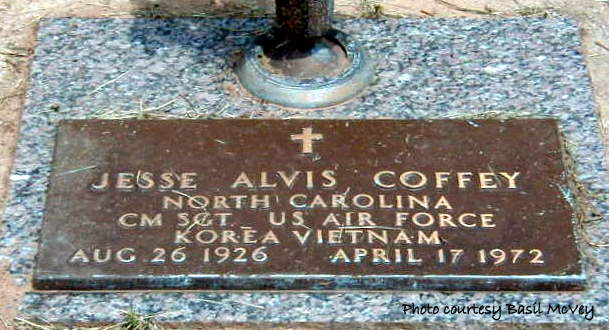 JESSE ALVIS COFFEY
NORTH CAROLINA
CM SGT US AIR FORCE
KOREA VIETNAM
AUG 26 1926 APRIL 17 1972
Photo courtesy Basil McVey